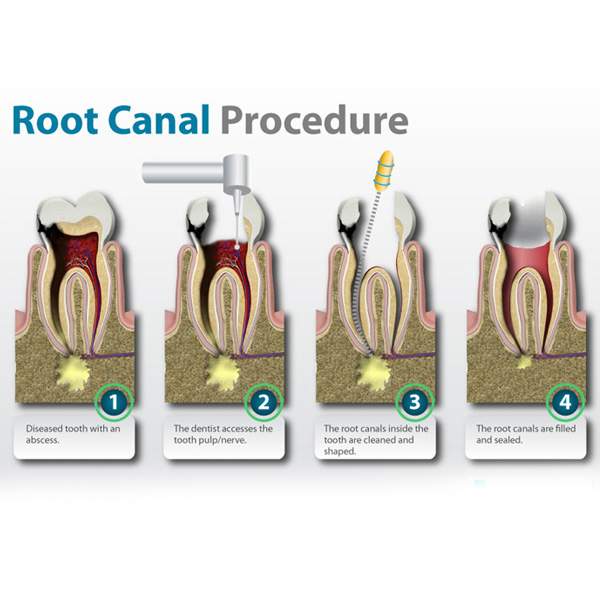 Root Canal Procedure
1
Diseased tooth with an
abscess.
2
The dentist accesses the
tooth pulp/nerve.
3
The root canals inside the
tooth are cleaned and
shaped.
4
The root canals are filled
and sealed.